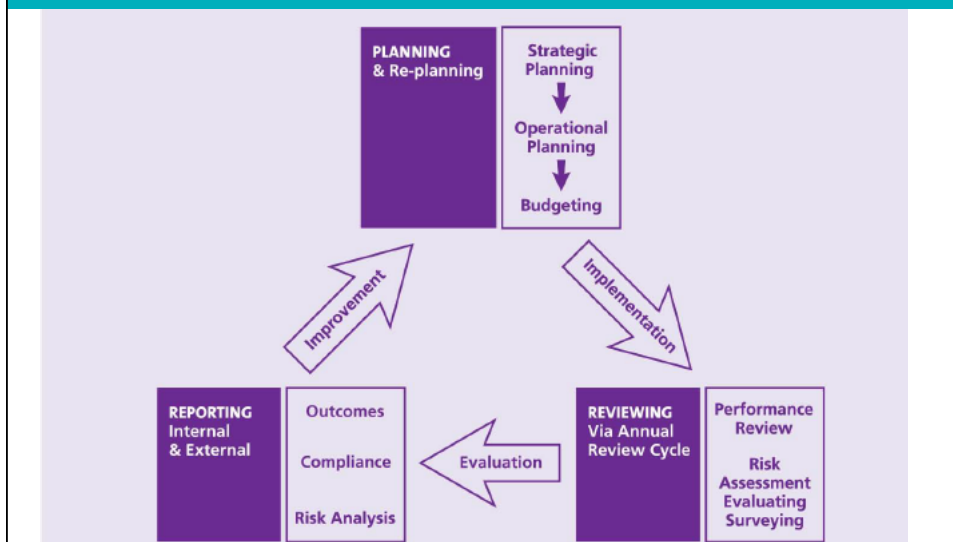 PLANNING
& Re-planning
Strategic
Planning
Operational
Planning
Budgeting
Improvement
Implementation
REPORTING
Internal
& External
Outcomes
Compliance
Risk Analysis
Evaluation
REVIEWING
Via Annual
Review Cycle
Performance
Review
Risk
Assessment
Evaluating
Surveying